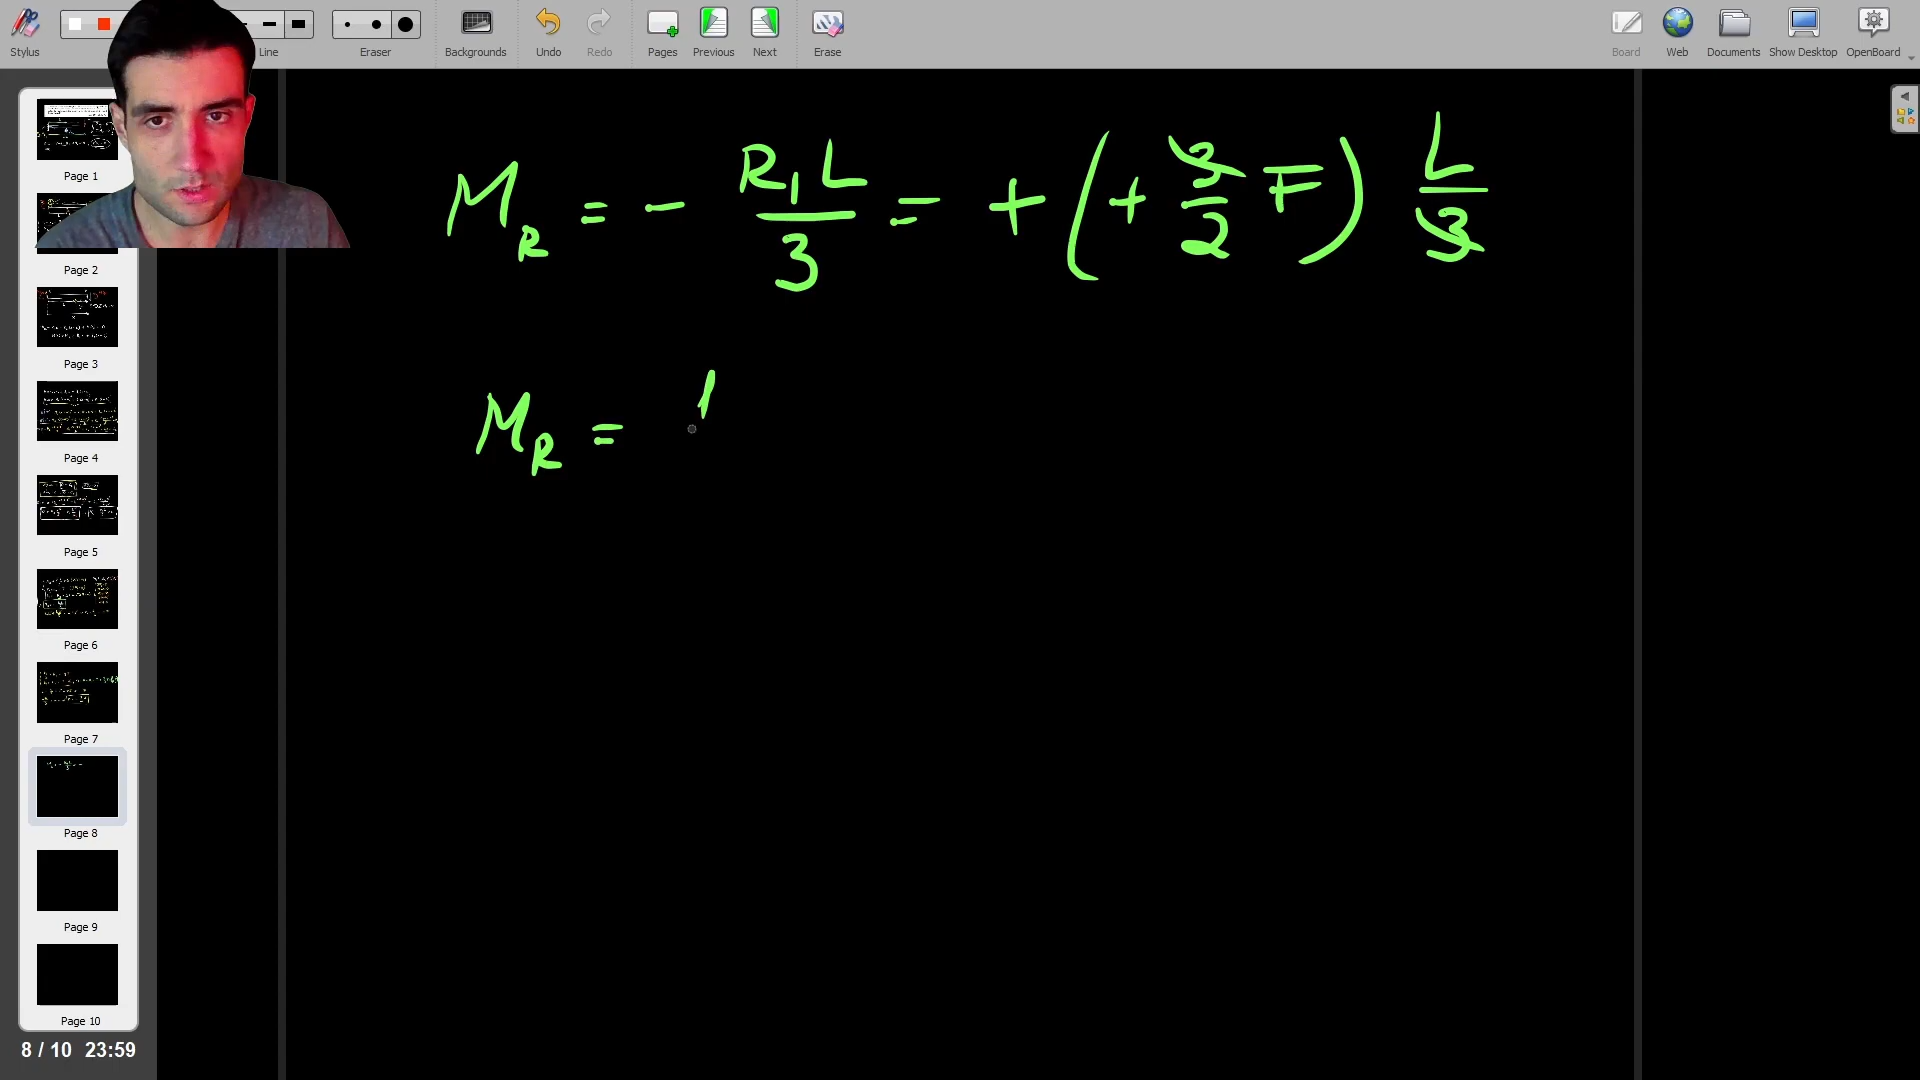 Stylus
Line
Eraser
Backgrounds
Undo
Redo
Pages
Previous
Next
Erase
Board
Web
Documents
Show Desktop
OpenBoard
M_R = - R₁L/3 = + (+ 3/2 F) L/3
M_R = 1
Page 1
Page 2
Page 3
Page 4
Page 5
Page 6
Page 7
Page 8
Page 9
Page 10
8 / 10 23:59